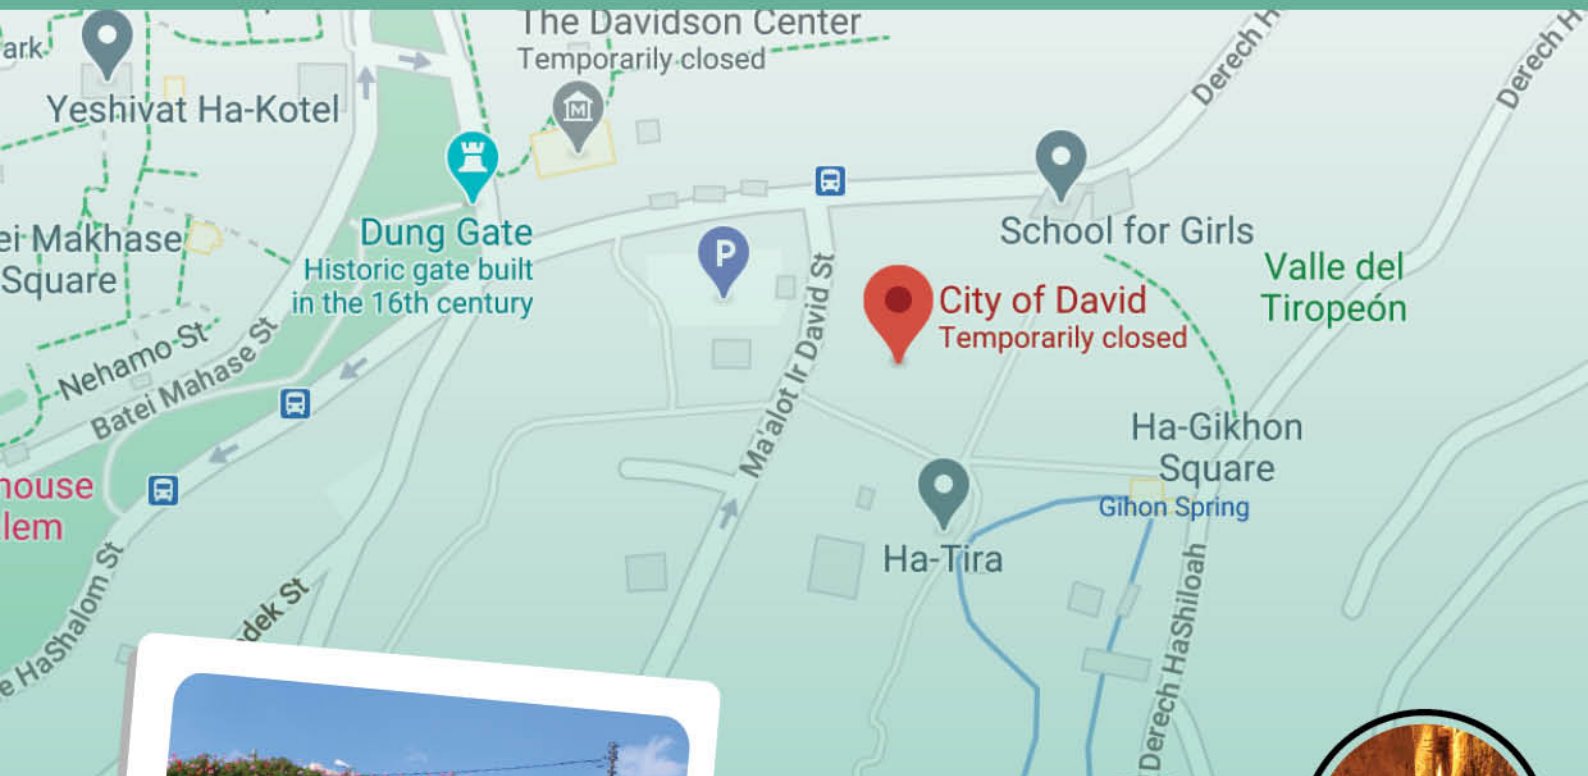 The Davidson Center
Temporarily closed
ark
Yeshivat Ha-Kotel
Derech H
Derech H
Dung Gate
Historic gate built
in the 16th century
ei Makhase
Square
P
School for Girls
Valle del
Tiropeón
City of David
Temporarily closed
Ma'alot Ir David St
Nehamo St
Batei Mahase St
Ha-Gikhon
Square
Gihon Spring
house
lem
Ha-Tira
e HaShalom St
dek St
Derech HaShiloah